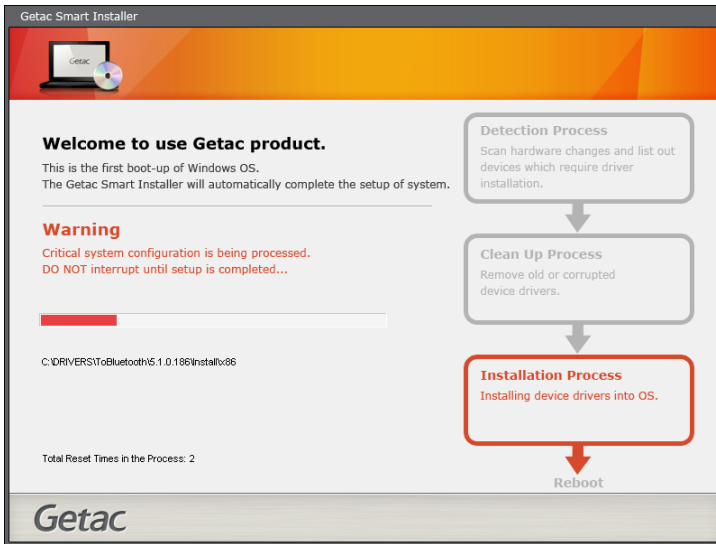 Getac Smart Installer
Getac
Welcome to use Getac product.
This is the first boot-up of Windows OS.
The Getac Smart Installer will automatically complete the setup of system.
Warning
Critical system configuration is being processed.
DO NOT interrupt until setup is completed...
C:\DRIVERS\ToBluetooth\5.1.0.186\Install\x86
Total Reset Times in the Process: 2
Detection Process
Scan hardware changes and list out
devices which require driver
installation.
Clean Up Process
Remove old or corrupted
device drivers.
Installation Process
Installing device drivers into OS.
Reboot
Getac